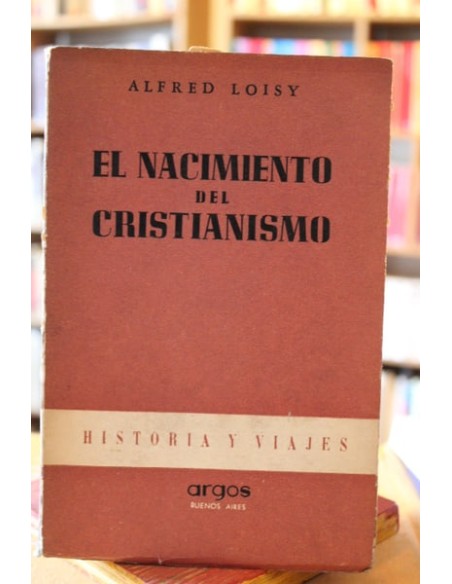 ALFRED LOISY
EL NACIMIENTO
DEL
CRISTIANISMO
HISTORIA Y VIAJES
argos
BUENOS AIRES